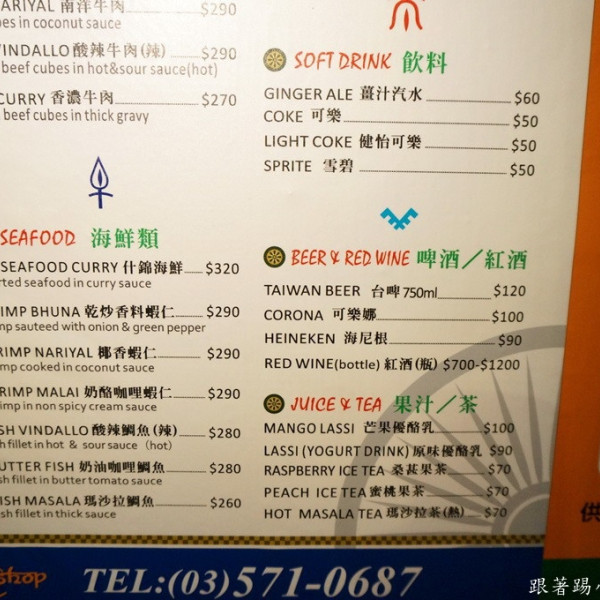 ARIYAL 南洋牛肉 $290
bes in coconut sauce
VINDALLO 酸辣牛肉(辣) $290
beef cubes in hot&sour sauce(hot)
CURRY 香濃牛肉 $270
beef cubes in thick gravy
SEAFOOD 海鮮類
SEAFOOD CURRY 什錦海鮮 $320
rted seafood in curry sauce
IMP BHUNA 乾炒香料蝦仁 $290
mp sauteed with onion & green pepper
RIMP NARIYAL 椰香蝦仁 $290
imp cooked in coconut sauce
RIMP MALAI 奶酪咖哩蝦仁 $290
imp in non spicy cream sauce
SH VINDALLO 酸辣鯛魚(辣) $280
sh fillet in hot & sour sauce (hot)
UTTER FISH 奶油咖哩鯛魚 $280
sh fillet in butter tomato sauce
ISH MASALA 瑪沙拉鯛魚 $260
sh fillet in thick sauce
SOFT DRINK 飲料
GINGER ALE 薑汁汽水 $60
COKE 可樂 $50
LIGHT COKE 健怡可樂 $50
SPRITE 雪碧 $50
BEER & RED WINE 啤酒／紅酒
TAIWAN BEER 台啤750ml $120
CORONA 可樂娜 $100
HEINEKEN 海尼根 $90
RED WINE(bottle) 紅酒(瓶) $700-$1200
JUICE & TEA 果汁／茶
MANGO LASSI 芒果優酪乳 $100
LASSI (YOGURT DRINK) 原味優酪乳 $90
RASPBERRY ICE TEA 桑甚果茶 $70
PEACH ICE TEA 蜜桃果茶 $70
HOT MASALA TEA 瑪沙拉茶(熱) $70
供
shop
TEL:(03)571-0687
跟著踢小